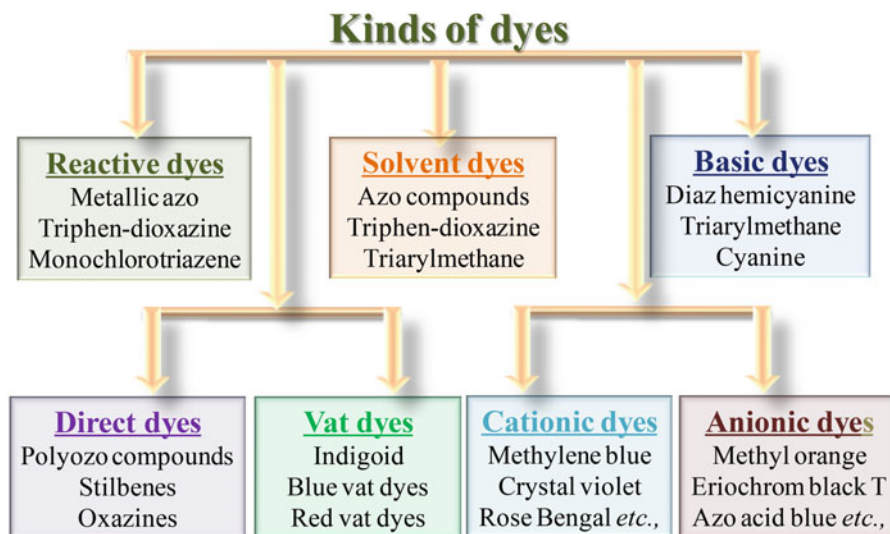 Kinds of dyes
Reactive dyes
Metallic azo
Triphen-dioxazine
Monochlorotriazene
Solvent dyes
Azo compounds
Triphen-dioxazine
Triarylmethane
Basic dyes
Diaz hemicyanine
Triarylmethane
Cyanine
Direct dyes
Polyozo compounds
Stilbenes
Oxazines
Vat dyes
Indigoid
Blue vat dyes
Red vat dyes
Cationic dyes
Methylene blue
Crystal violet
Rose Bengal etc.,
Anionic dyes
Methyl orange
Eriochrom black T
Azo acid blue etc.,